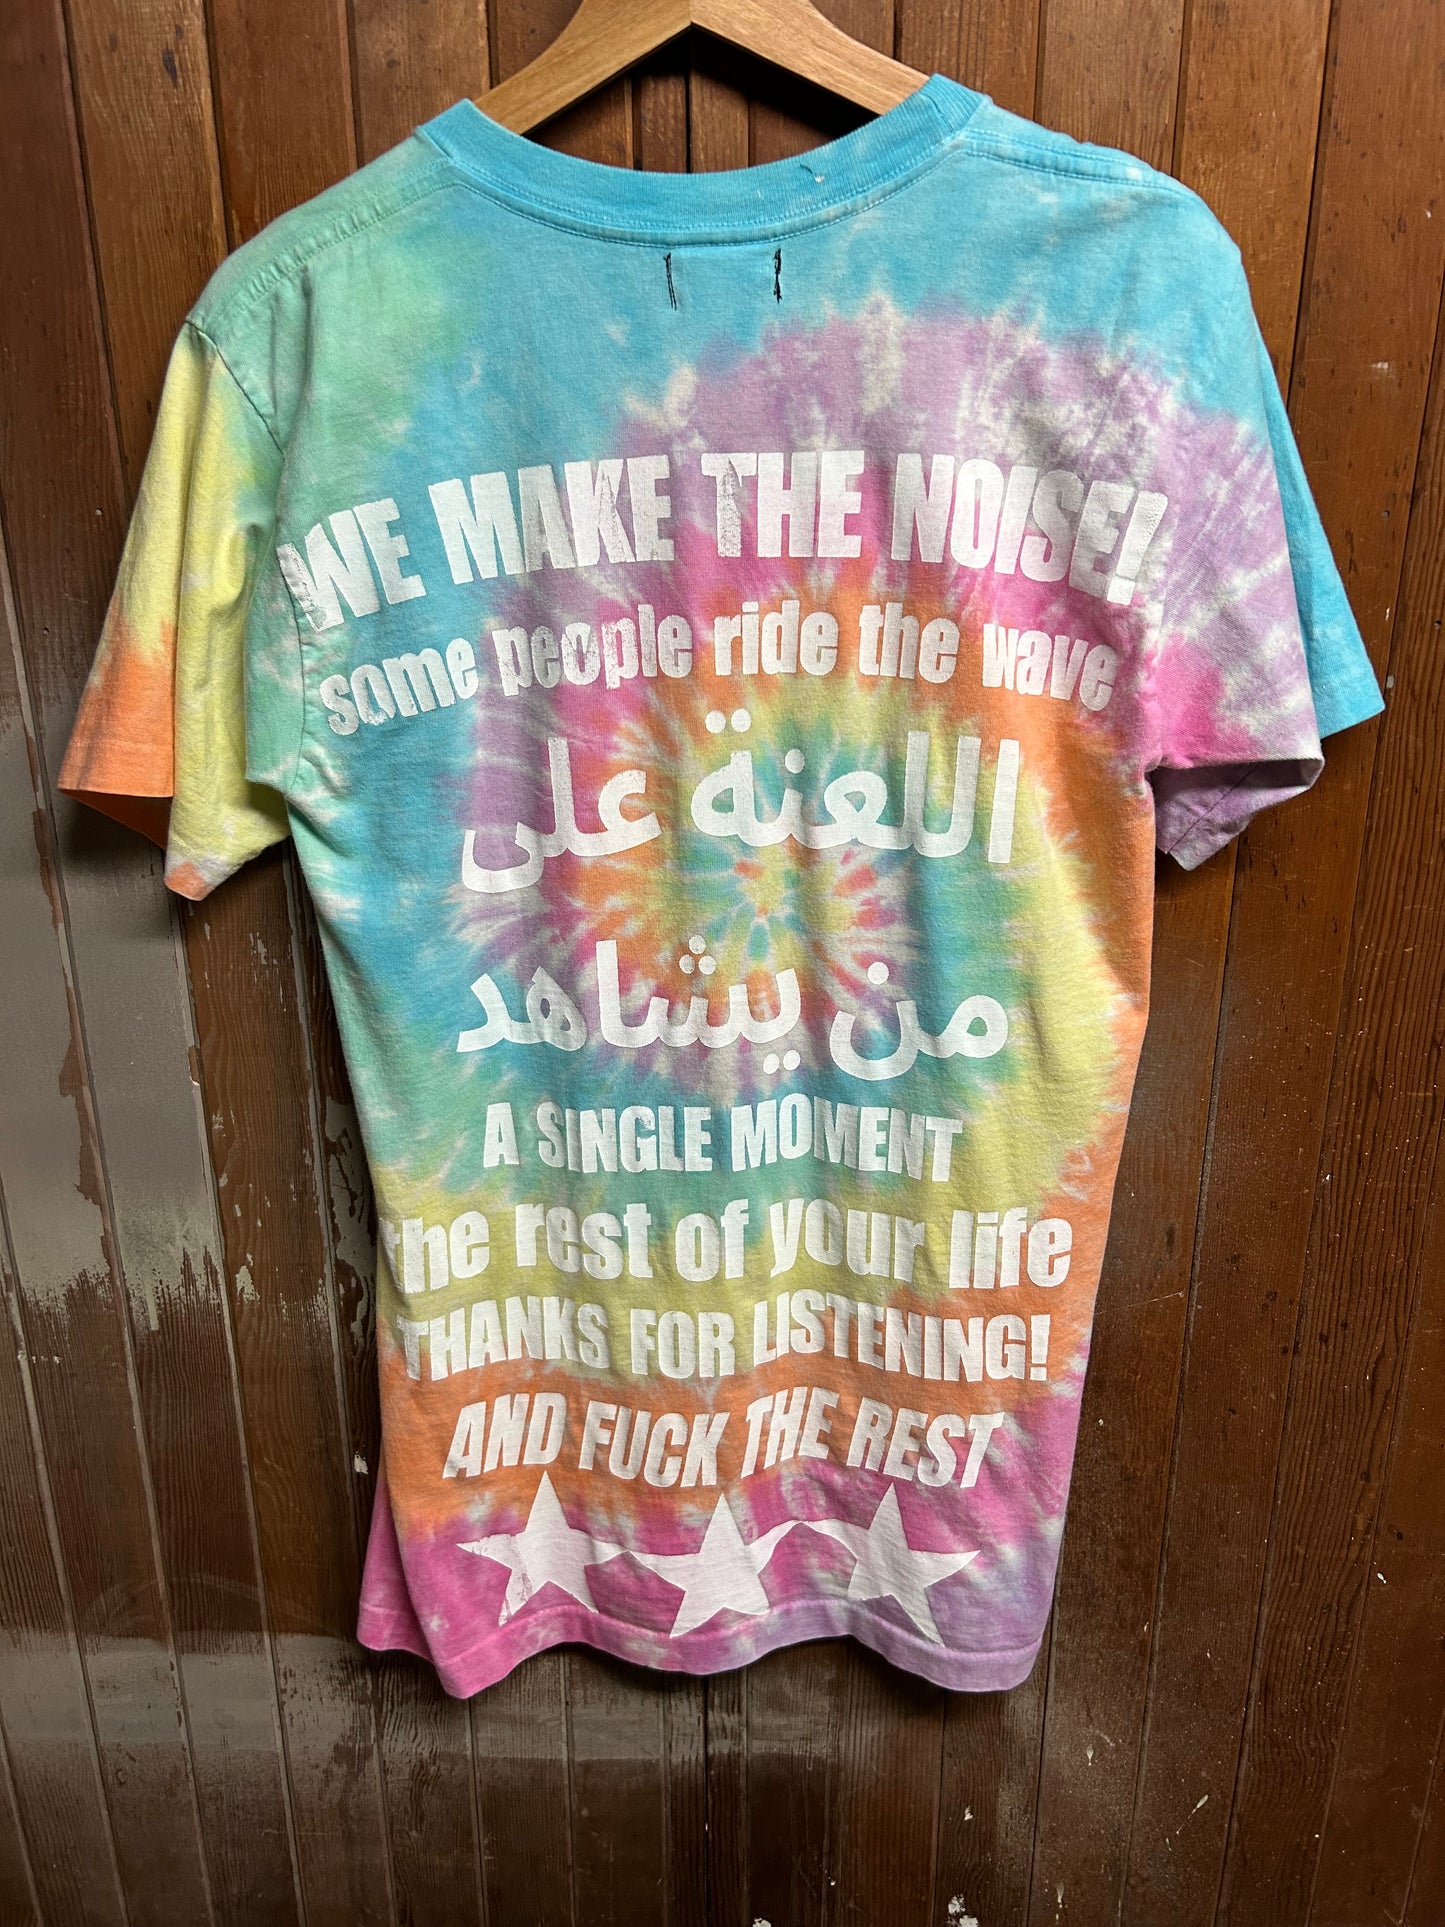 WE MAKE THE NOISE!
some people ride the wave
اللعنة على
من يشاهد
A SINGLE MOMENT
the rest of your life
THANKS FOR LISTENING!
AND FUCK THE REST